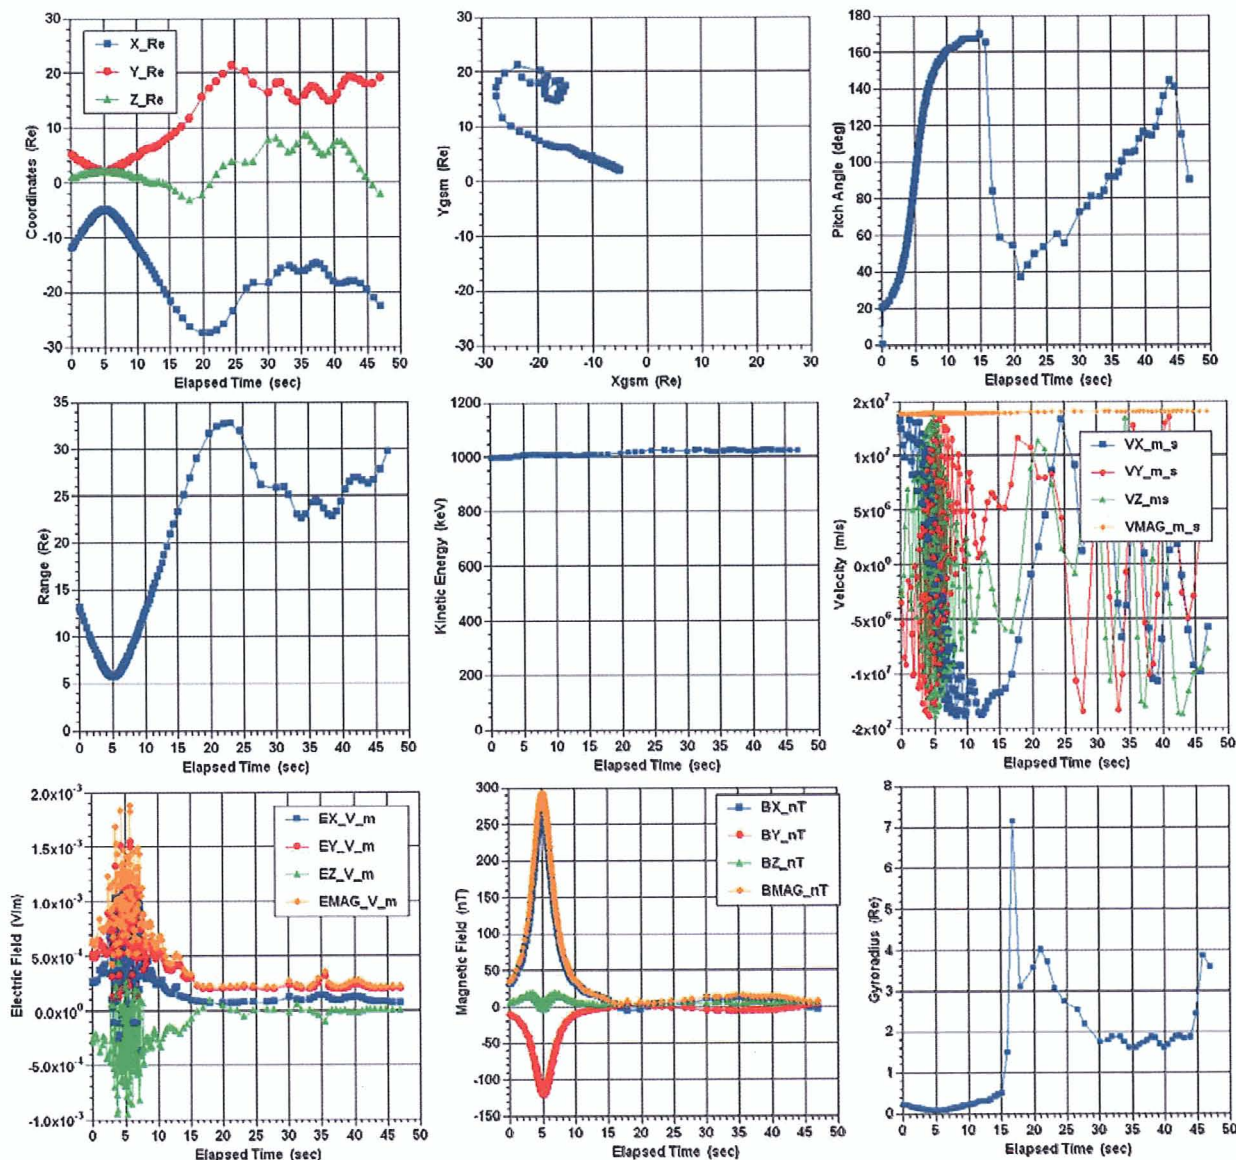 X_Re
Y_Re
Z_Re
Coordinates (Re)
30
20
10
0
-10
-20
-30
0 5 10 15 20 25 30 35 40 45 50
Elapsed Time (sec)
Ygsm (Re)
30
20
10
0
-10
-20
-30
-30 -20 -10 0 10 20 30
Xgsm (Re)
Pitch Angle (deg)
180
160
140
120
100
80
60
40
20
0
0 5 10 15 20 25 30 35 40 45 50
Elapsed Time (sec)
Range (Re)
35
30
25
20
15
10
5
0
0 5 10 15 20 25 30 35 40 45 50
Elapsed Time (sec)
Kinetic Energy (keV)
1200
1000
800
600
400
200
0
0 5 10 15 20 25 30 35 40 45 50
Elapsed Time (sec)
Velocity (m/s)
2x10⁷
1x10⁷
5x10⁶
0x10⁰
-5x10⁶
-1x10⁷
-2x10⁷
VX_m_s
VY_m_s
VZ_ms
VMAG_m_s
0 5 10 15 20 25 30 35 40 45 50
Elapsed Time (sec)
Electric Field (V/m)
2.0x10⁻³
1.5x10⁻³
1.0x10⁻³
5.0x10⁻⁴
0.0x10⁰
-5.0x10⁻⁴
-1.0x10⁻³
EX_V_m
EY_V_m
EZ_V_m
EMAG_V_m
0 5 10 15 20 25 30 35 40 45 50
Elapsed Time (sec)
Magnetic Field (nT)
300
250
200
150
100
50
0
-50
-100
-150
BX_nT
BY_nT
BZ_nT
BMAG_nT
0 5 10 15 20 25 30 35 40 45 50
Elapsed Time (sec)
Gyroradius (Re)
8
7
6
5
4
3
2
1
0
0 5 10 15 20 25 30 35 40 45 50
Elapsed Time (sec)